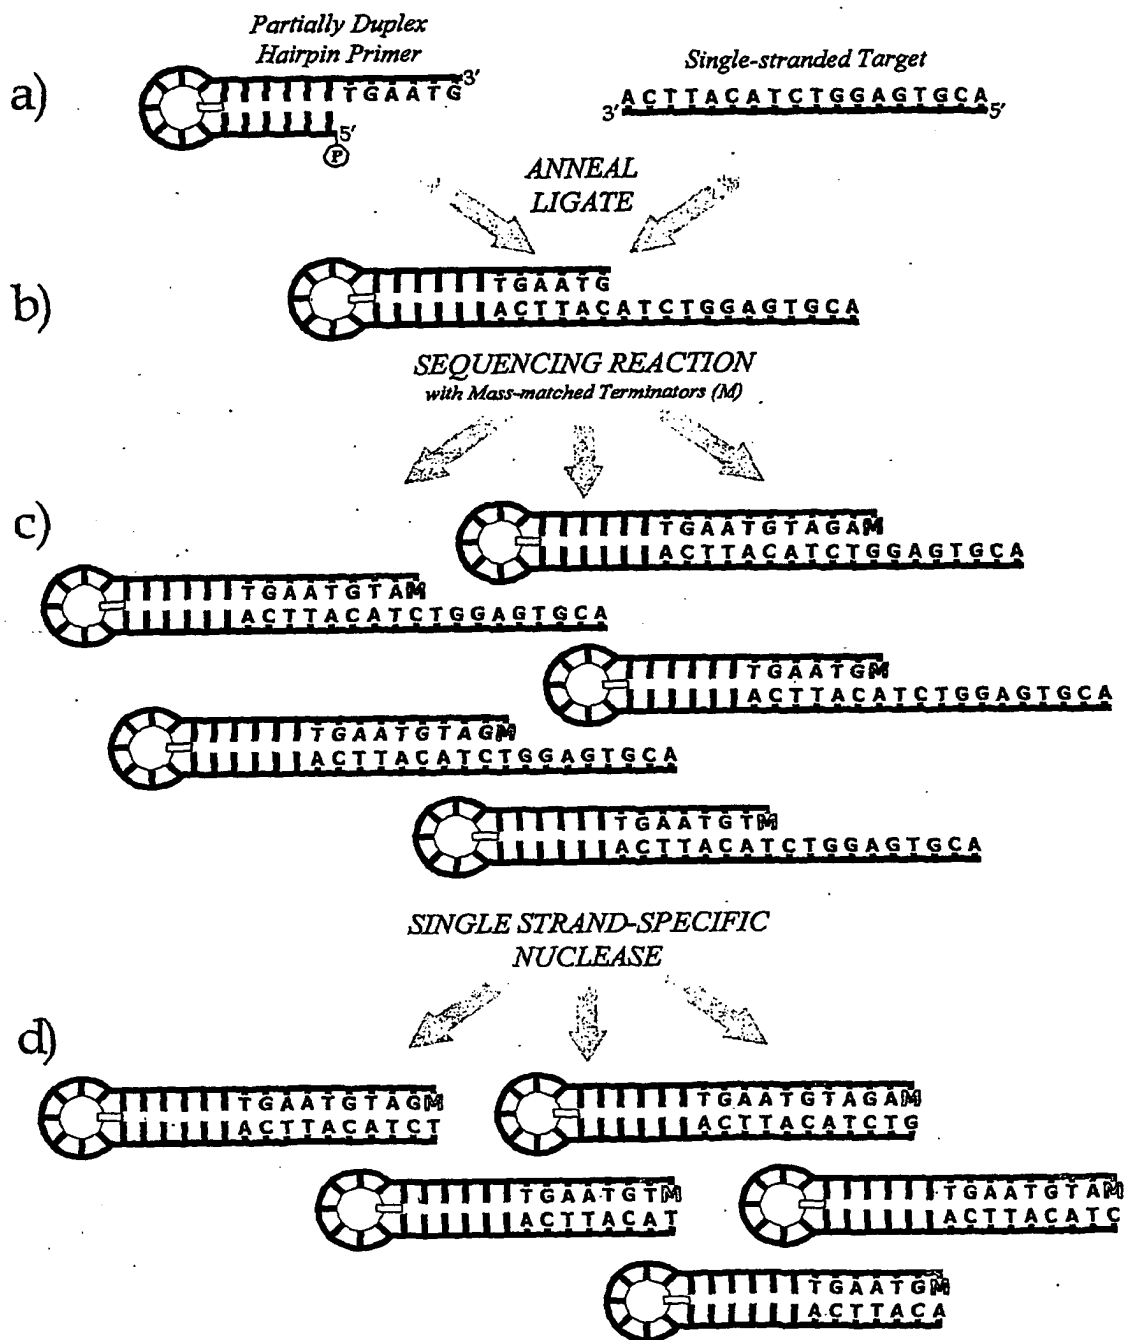 Partially Duplex
Hairpin Primer
Single-stranded Target
a)
3'
TGAATG
5'
P
ACTTACATCTGGAGTGCA
3'
5'
ANNEAL
LIGATE
b)
TGAATG
ACTTACATCTGGAGTGCA
SEQUENCING REACTION
with Mass-matched Terminators (M)
c)
TGAATGTAGAM
ACTTACATCTGGAGTGCA
TGAATGTAM
ACTTACATCTGGAGTGCA
TGAATGM
ACTTACATCTGGAGTGCA
TGAATGTAGM
ACTTACATCTGGAGTGCA
TGAATGTM
ACTTACATCTGGAGTGCA
SINGLE STRAND-SPECIFIC
NUCLEASE
d)
TGAATGTAGM
ACTTACATCT
TGAATGTAGAM
ACTTACATCTG
TGAATGTM
ACTTACAT
TGAATGTAM
ACTTACATC
TGAATGM
ACTTACA